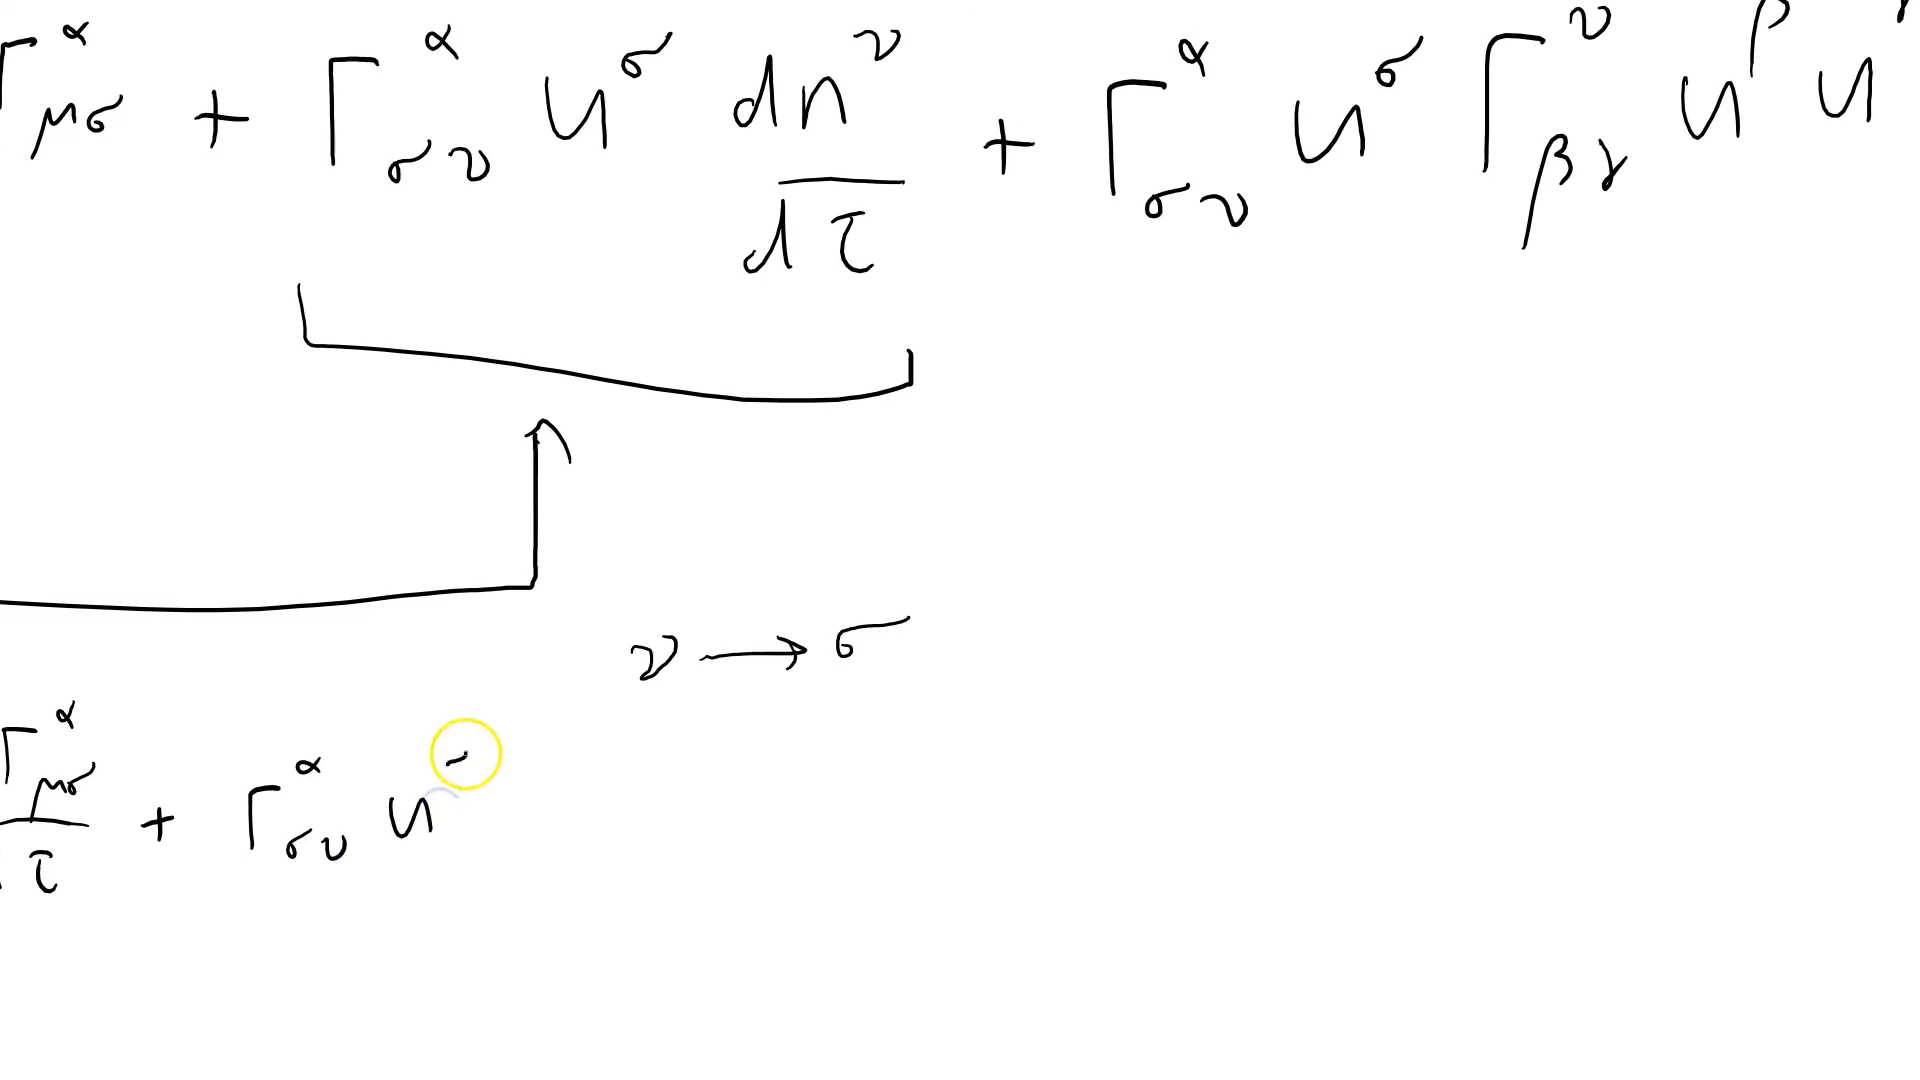 Γ^α_μσ + Γ^α_σν u^σ dn^ν/dτ + Γ^α_σν u^σ Γ^ν_βγ u^β u
ν → σ
Γ^α_μσ/τ + Γ^α_σν u